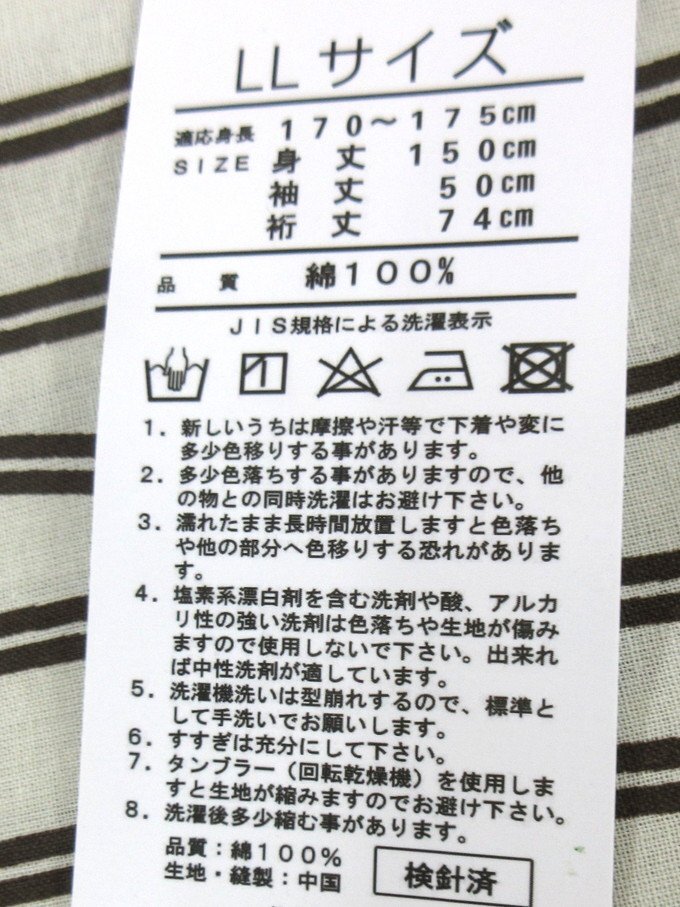 LLサイズ
適応身長 170～175cm
SIZE 身丈 150cm
袖丈 50cm
裄丈 74cm
品質 綿100%
JIS規格による洗濯表示
1. 新しいうちは摩擦や汗等で下着や変に
多少色移りする事があります。
2. 多少色落ちする事がありますので、他
の物との同時洗濯はお避け下さい。
3. 濡れたまま長時間放置しますと色落ち
や他の部分へ色移りする恐れがありま
す。
4. 塩素系漂白剤を含む洗剤や酸、アルカ
リ性の強い洗剤は色落ちや生地が傷み
ますので使用しないで下さい。出来れ
ば中性洗剤が適しています。
5. 洗濯機洗いは型崩れするので、標準と
して手洗いでお願いします。
6. すすぎは充分にして下さい。
7. タンブラー（回転乾燥機）を使用しま
すと生地が縮みますのでお避け下さい。
8. 洗濯後多少縮む事があります。
品質：綿100%
生地・縫製：中国
検針済